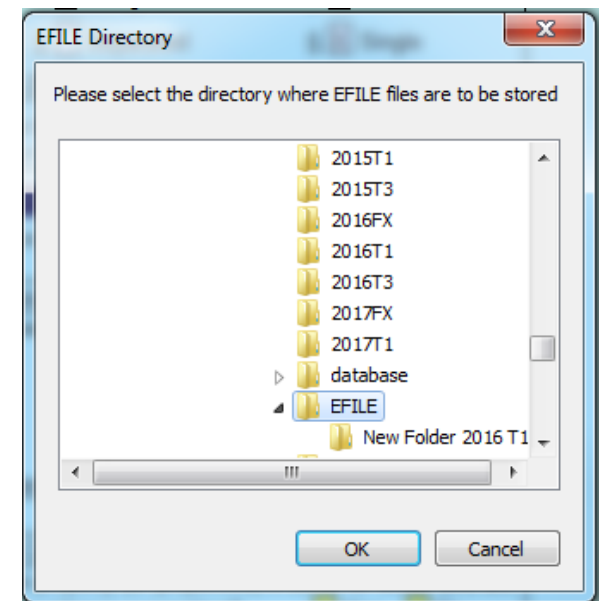 EFILE Directory
Please select the directory where EFILE files are to be stored
2015T1
2015T3
2016FX
2016T1
2016T3
2017FX
2017T1
database
EFILE
New Folder 2016 T1
OK
Cancel